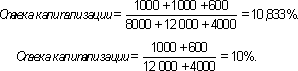 Ставка капитализации = (1000 + 1000 + 600) / (8000 + 12 000 + 4000) = 10,833%.
Ставка капитализации = (1000 + 600) / (12 000 + 4000) = 10%.